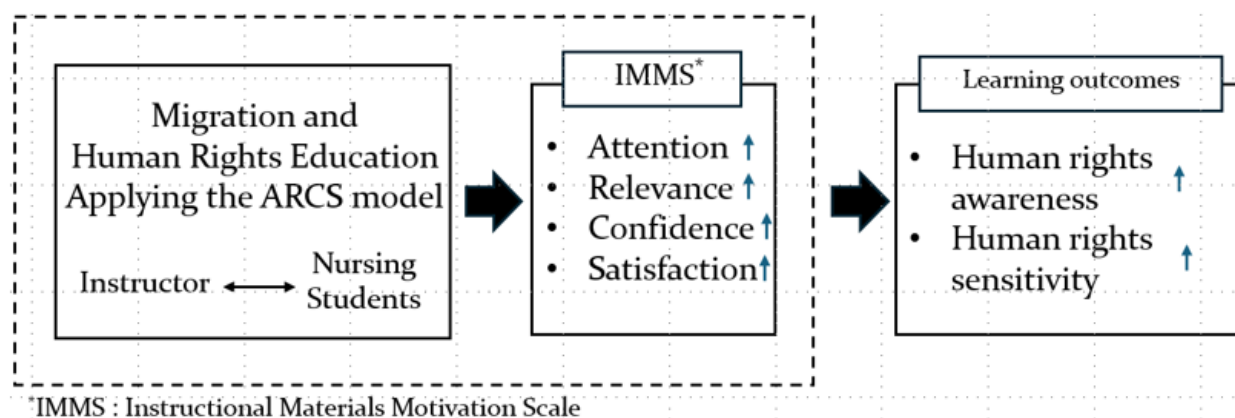 Migration and
Human Rights Education
Applying the ARCS model
Instructor
Nursing
Students
IMMS*
• Attention
• Relevance
• Confidence
• Satisfaction
Learning outcomes
• Human rights
awareness
• Human rights
sensitivity
*IMMS : Instructional Materials Motivation Scale